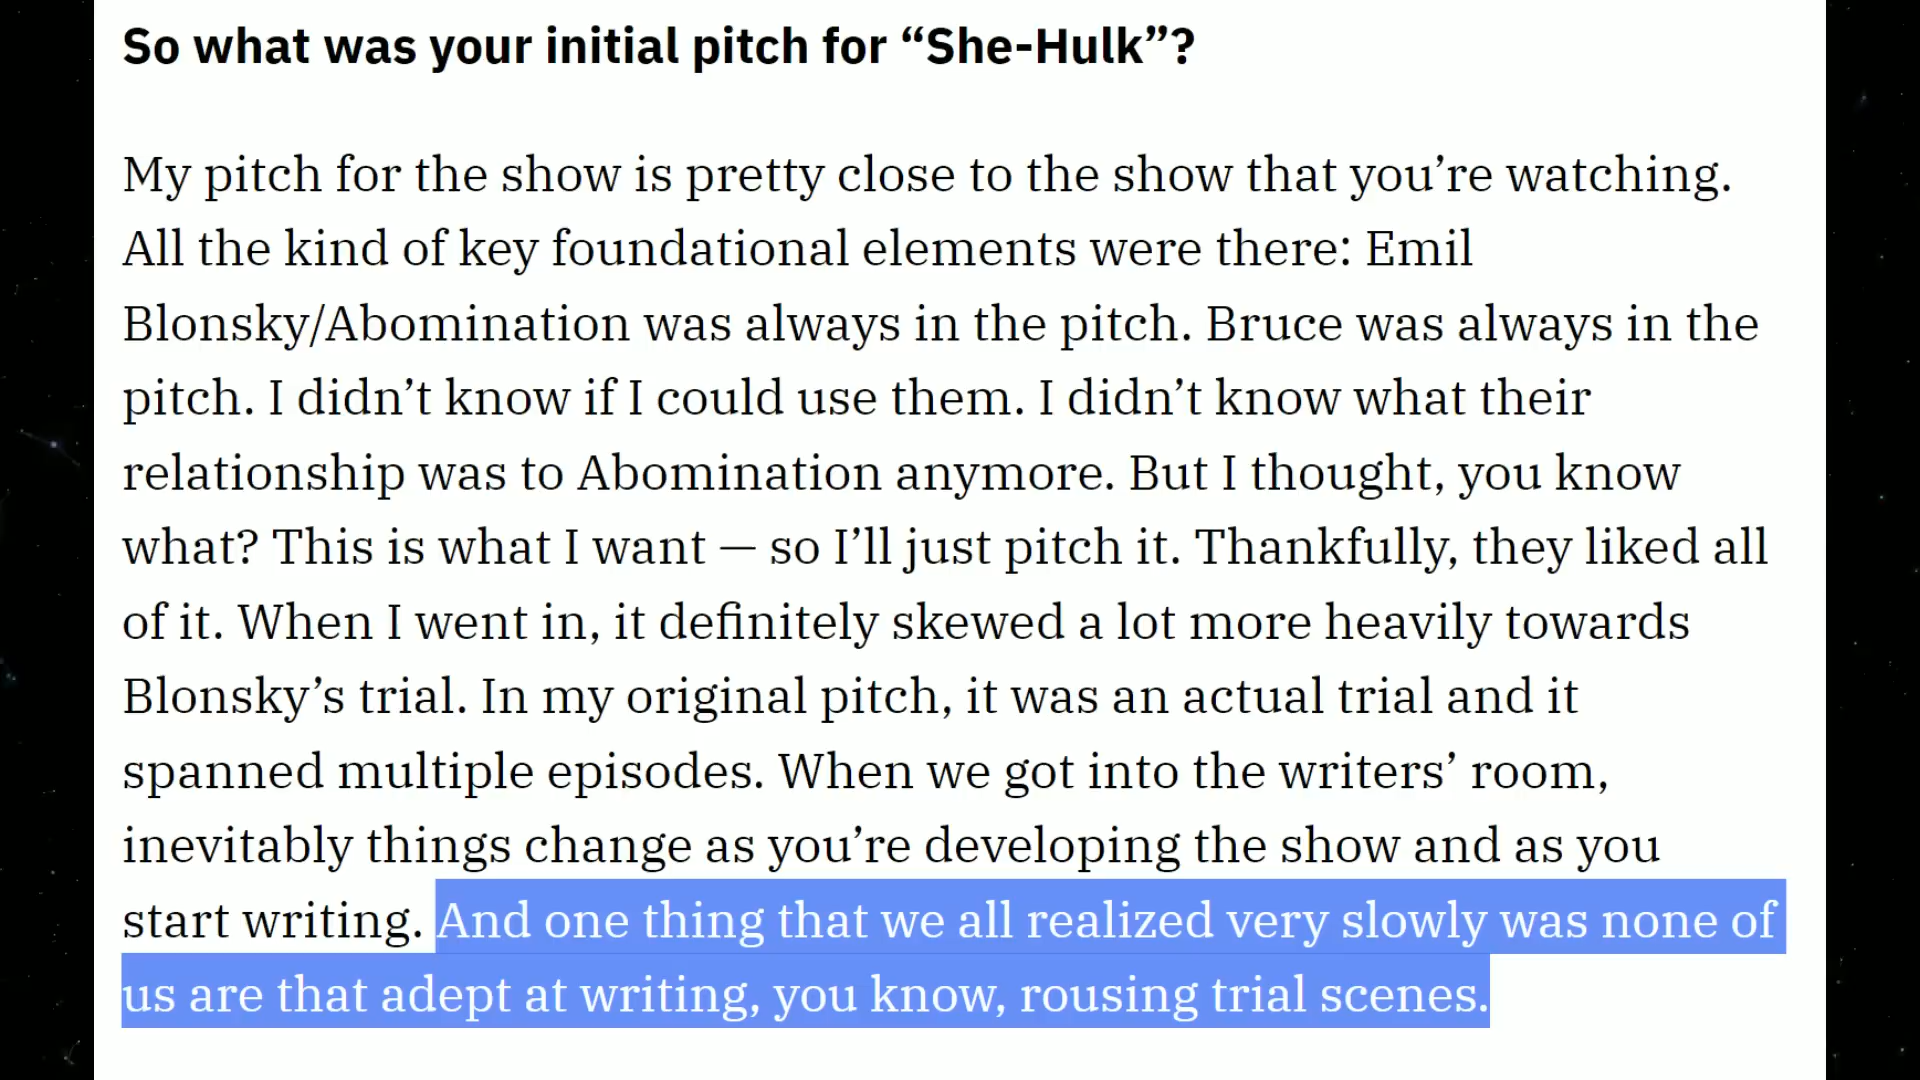 So what was your initial pitch for “She-Hulk”?
My pitch for the show is pretty close to the show that you’re watching.
All the kind of key foundational elements were there: Emil
Blonsky/Abomination was always in the pitch. Bruce was always in the
pitch. I didn’t know if I could use them. I didn’t know what their
relationship was to Abomination anymore. But I thought, you know
what? This is what I want — so I’ll just pitch it. Thankfully, they liked all
of it. When I went in, it definitely skewed a lot more heavily towards
Blonsky’s trial. In my original pitch, it was an actual trial and it
spanned multiple episodes. When we got into the writers’ room,
inevitably things change as you’re developing the show and as you
start writing. And one thing that we all realized very slowly was none of
us are that adept at writing, you know, rousing trial scenes.